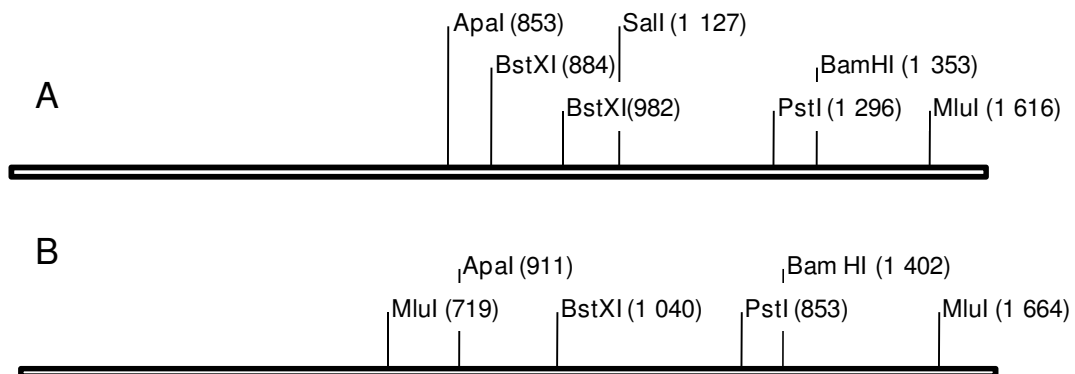 ApaI (853) SalI (1 127)
BstXI (884) BamHI (1 353)
A
BstXI(982) PstI (1 296) MluI (1 616)
B
ApaI (911) Bam HI (1 402)
MluI (719) BstXI (1 040) PstI (853) MluI (1 664)